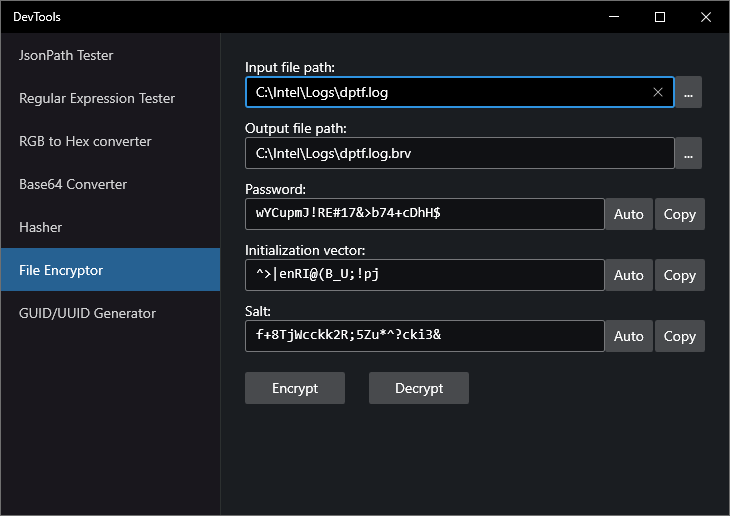 DevTools
JsonPath Tester
Regular Expression Tester
RGB to Hex converter
Base64 Converter
Hasher
File Encryptor
GUID/UUID Generator
Input file path:
C:\Intel\Logs\dptf.log
...
Output file path:
C:\Intel\Logs\dptf.log.brv
...
Password:
wYCupmJ!RE#17&>b74+cDhH$
Auto Copy
Initialization vector:
^>|enRI@(B_U;!pj
Auto Copy
Salt:
f+8TjWcckk2R;5Zu*^?cki3&
Auto Copy
Encrypt Decrypt